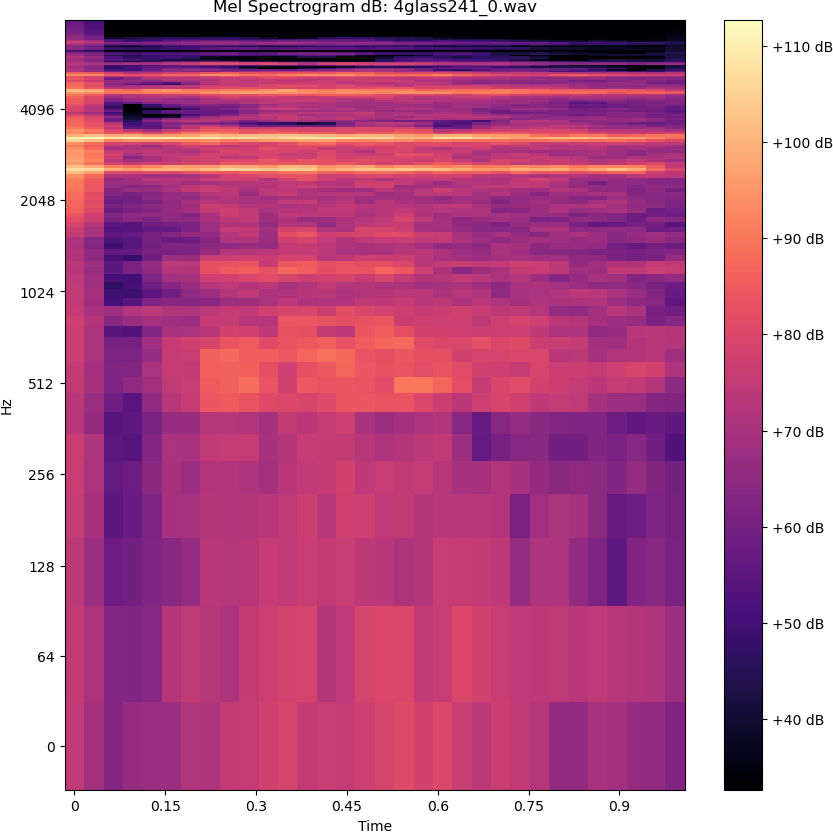 Mel Spectrogram dB: 4glass241_0.wav
+110 dB
4096
+100 dB
2048
+90 dB
1024
+80 dB
512
Hz
+70 dB
256
+60 dB
128
+50 dB
64
+40 dB
0
0 0.15 0.3 0.45 0.6 0.75 0.9
Time